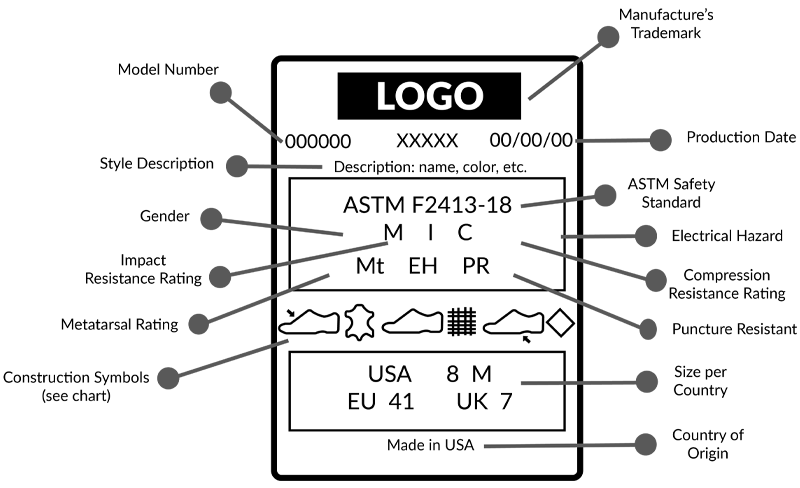 Manufacture's
Trademark
Model Number
LOGO
000000 XXXXX 00/00/00
Production Date
Style Description
Description: name, color, etc.
ASTM F2413-18
ASTM Safety
Standard
Gender
M I C
Electrical Hazard
Impact
Resistance Rating
Mt EH PR
Compression
Resistance Rating
Metatarsal Rating
Puncture Resistant
Construction Symbols
(see chart)
USA 8 M
EU 41 UK 7
Size per
Country
Made in USA
Country of
Origin